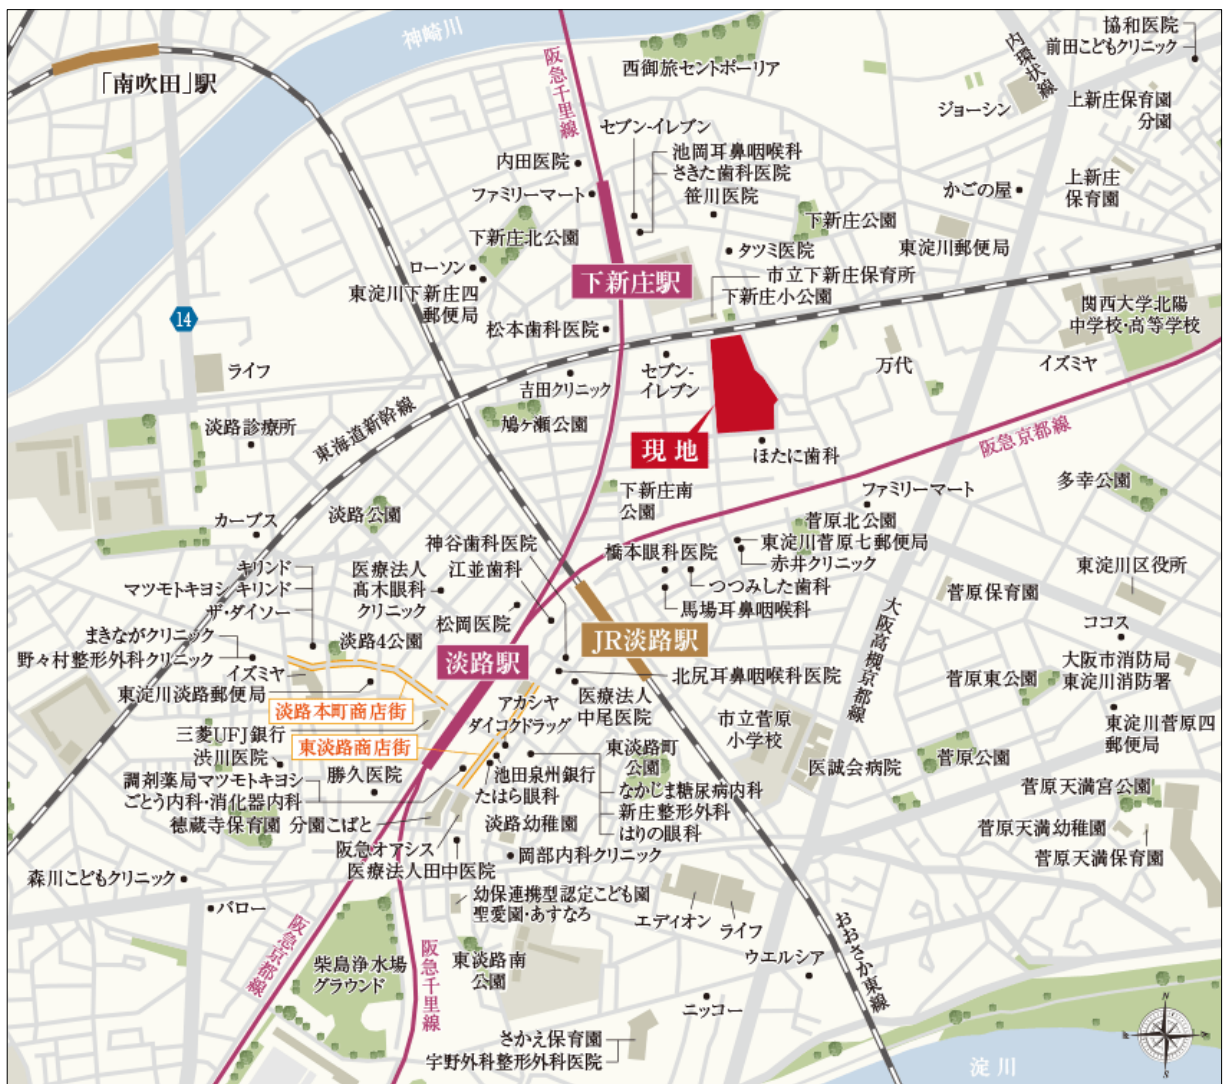 神崎川
「南吹田」駅
阪急千里線
西御旅セントポーリア
内環状線
協和医院
前田こどもクリニック
ジョーシン
上新庄保育園
分園
セブン-イレブン
内田医院
池岡耳鼻咽喉科
さきた歯科医院
笹川医院
ファミリーマート
かごの屋
上新庄
保育園
下新庄北公園
下新庄公園
東淀川郵便局
タツミ医院
ローソン
下新庄駅
市立下新庄保育所
下新庄小公園
東淀川下新庄四
郵便局
関西大学北陽
中学校・高等学校
14
松本歯科医院
ライフ
セブン-
イレブン
万代
イズミヤ
吉田クリニック
東海道新幹線
淡路診療所
鳩ヶ瀬公園
現地
ほたに歯科
阪急京都線
下新庄南
公園
ファミリーマート
多幸公園
カーブス
淡路公園
菅原北公園
東淀川菅原七郵便局
赤井クリニック
神谷歯科医院
江並歯科
橋本眼科医院
つつみした歯科
馬場耳鼻咽喉科
キリンド
マツモトキヨシ
キリンド
ザ・ダイソー
医療法人
髙木眼科
クリニック
東淀川区役所
菅原保育園
大阪高槻京都線
松岡医院
ココス
まきながクリニック
野々村整形外科クリニック
淡路4公園
JR淡路駅
淡路駅
イズミヤ
東淀川淡路郵便局
北尻耳鼻咽喉科医院
大阪市消防局
東淀川消防署
菅原東公園
淡路本町商店街
アカシヤ
ダイコクドラッグ
医療法人
中尾医院
市立菅原
小学校
東淀川菅原四
郵便局
三菱UFJ銀行
東淡路商店街
渋川医院
東淡路町
公園
医誠会病院
菅原公園
調剤薬局マツモトキヨシ
ごとう内科・消化器内科
勝久医院
池田泉州銀行
たはら眼科
なかじま糖尿病内科
新庄整形外科
はりの眼科
菅原天満宮公園
徳蔵寺保育園 分園こばと
淡路幼稚園
菅原天満幼稚園
阪急オアシス
岡部内科クリニック
菅原天満保育園
医療法人田中医院
森川こどもクリニック
バロー
幼保連携型認定こども園
聖愛園・あすなろ
エディオン
ライフ
おおさか東線
阪急京都線
阪急千里線
柴島浄水場
グラウンド
東淡路南
公園
ウエルシア
ニッコー
さかえ保育園
宇野外科整形外科医院
淀川
N
S